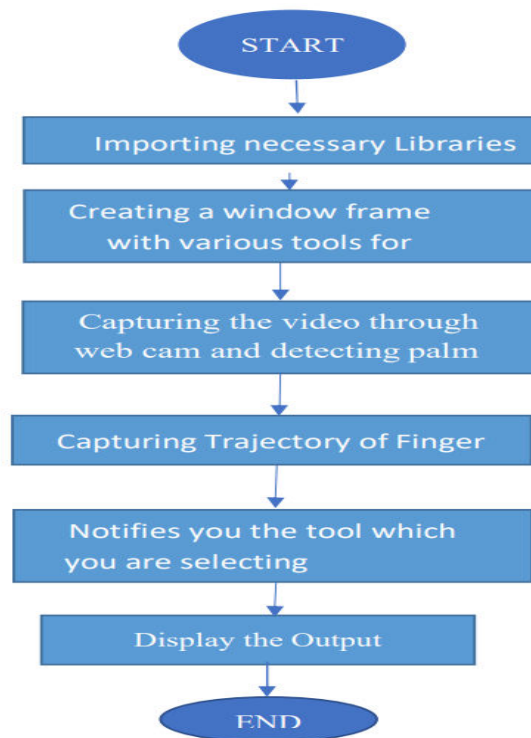 START
Importing necessary Libraries
Creating a window frame
with various tools for
Capturing the video through
web cam and detecting palm
Capturing Trajectory of Finger
Notifies you the tool which
you are selecting
Display the Output
END